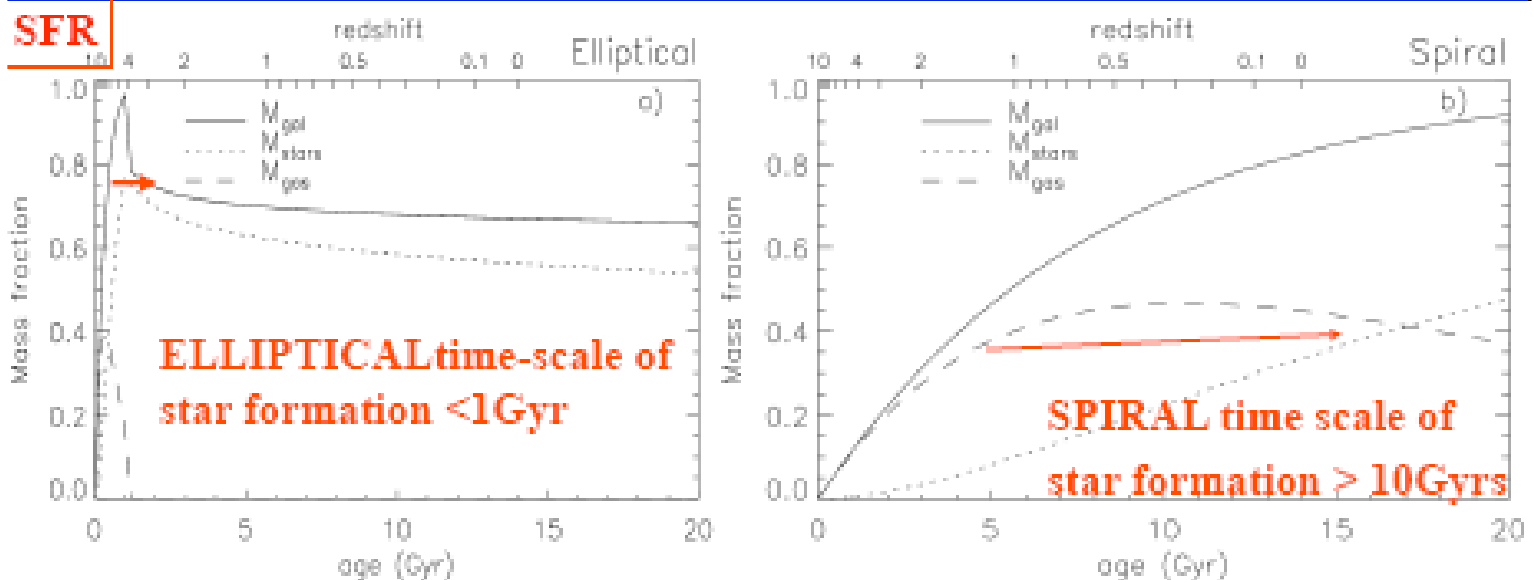 SFR
redshift
10 4 2 1 0.5 0.1 0
Elliptical
a)
M_gal
M_stars
M_gas
1.0
0.8
0.6
0.4
0.2
0.0
Mass fraction
ELLIPTICAL time-scale of
star formation <1Gyr
0 5 10 15 20
age (Gyr)
redshift
10 4 2 1 0.5 0.1 0
Spiral
b)
M_gal
M_stars
M_gas
1.0
0.8
0.6
0.4
0.2
0.0
Mass fraction
SPIRAL time scale of
star formation > 10Gyrs
0 5 10 15 20
age (Gyr)